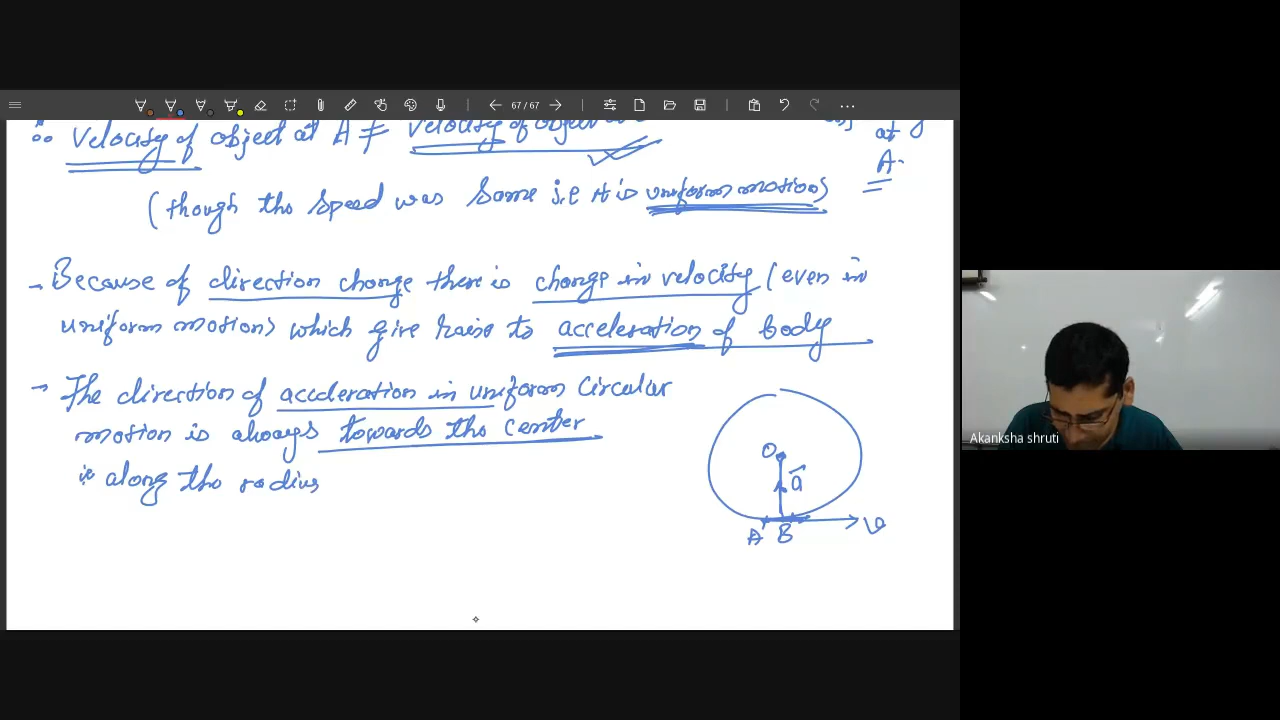 67/67
∴ Velocity of object at A ≠ Velocity of object
at
A.
(though the speed was same i.e it is uniform motion)
→ Because of direction change there is change in velocity (even in
uniform motion) which give raise to acceleration of body
→ The direction of acceleration in uniform circular
motion is always towards the center
ie along the radius
O
a
A B
v
Akanksha shruti